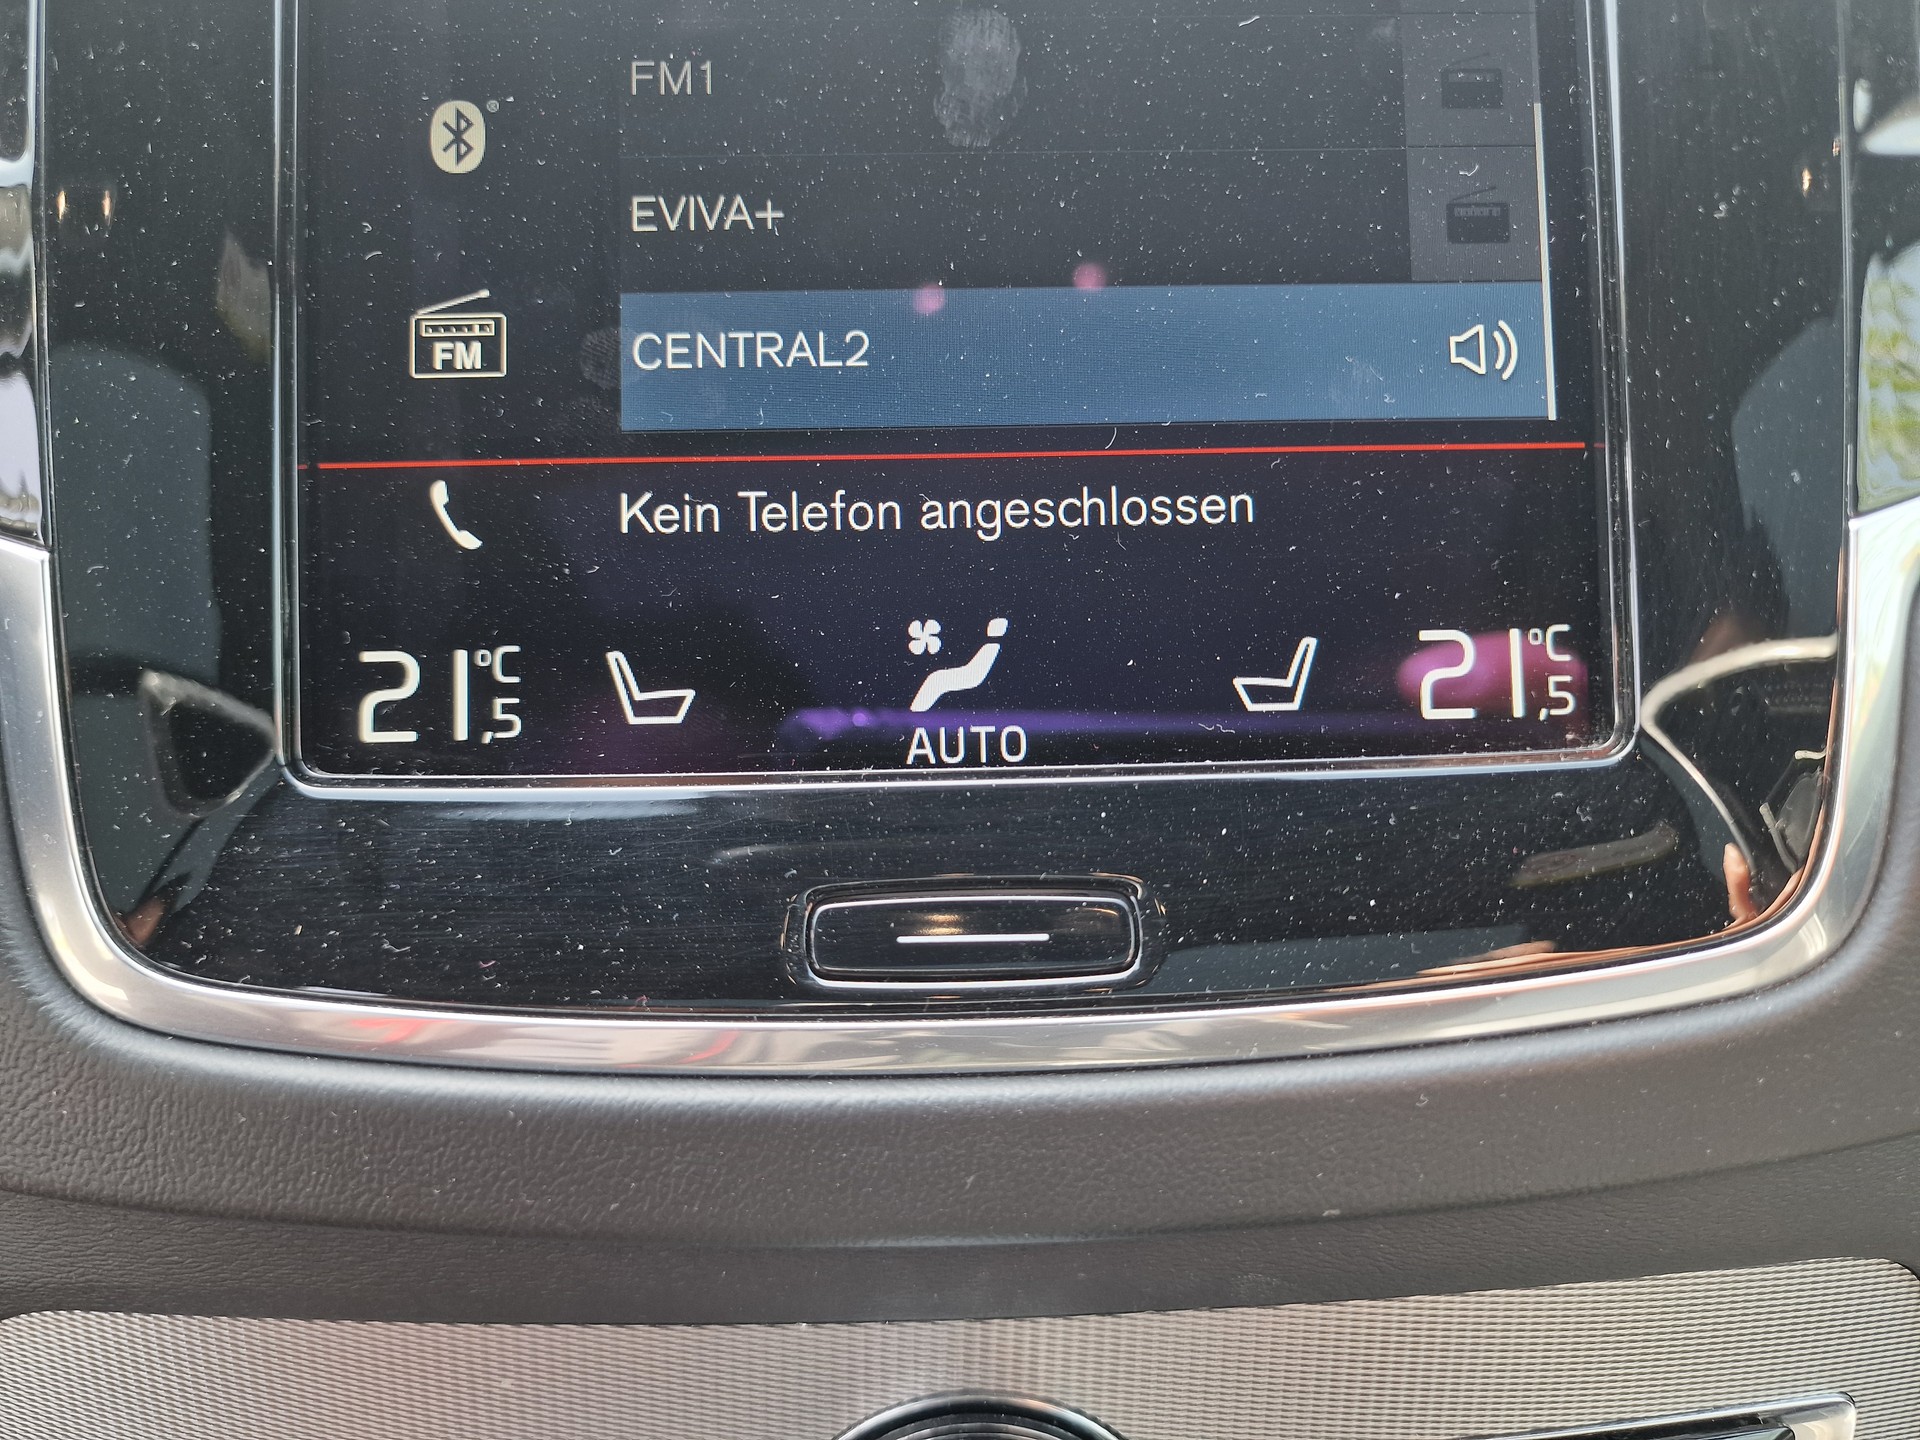 FM1
EVIVA+
FM
CENTRAL2
Kein Telefon angeschlossen
21,5 °C
21,5 °C
AUTO